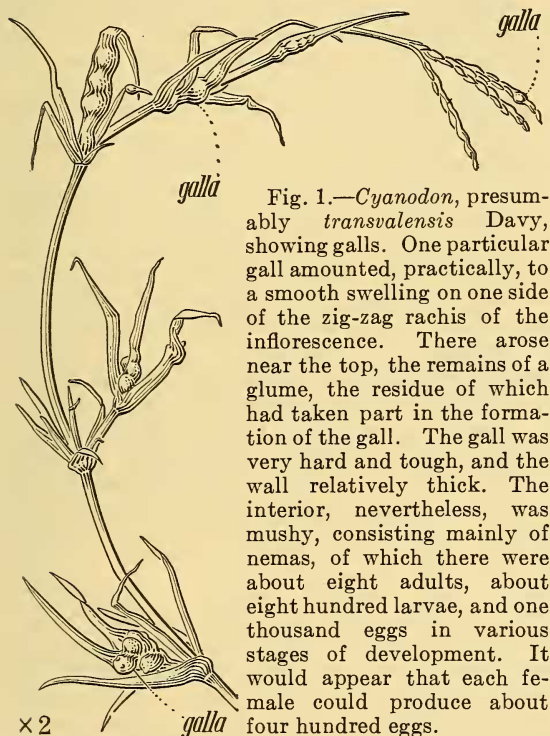 galla
galla
Fig. 1.—Cyanodon, presum-
ably transvalensis Davy,
showing galls. One particular
gall amounted, practically, to
a smooth swelling on one side
of the zig-zag rachis of the
inflorescence. There arose
near the top, the remains of a
glume, the residue of which
had taken part in the forma-
tion of the gall. The gall was
very hard and tough, and the
wall relatively thick. The
interior, nevertheless, was
mushy, consisting mainly of
nemas, of which there were
about eight adults, about
eight hundred larvae, and one
thousand eggs in various
stages of development. It
would appear that each fe-
male could produce about
four hundred eggs.
×2
galla